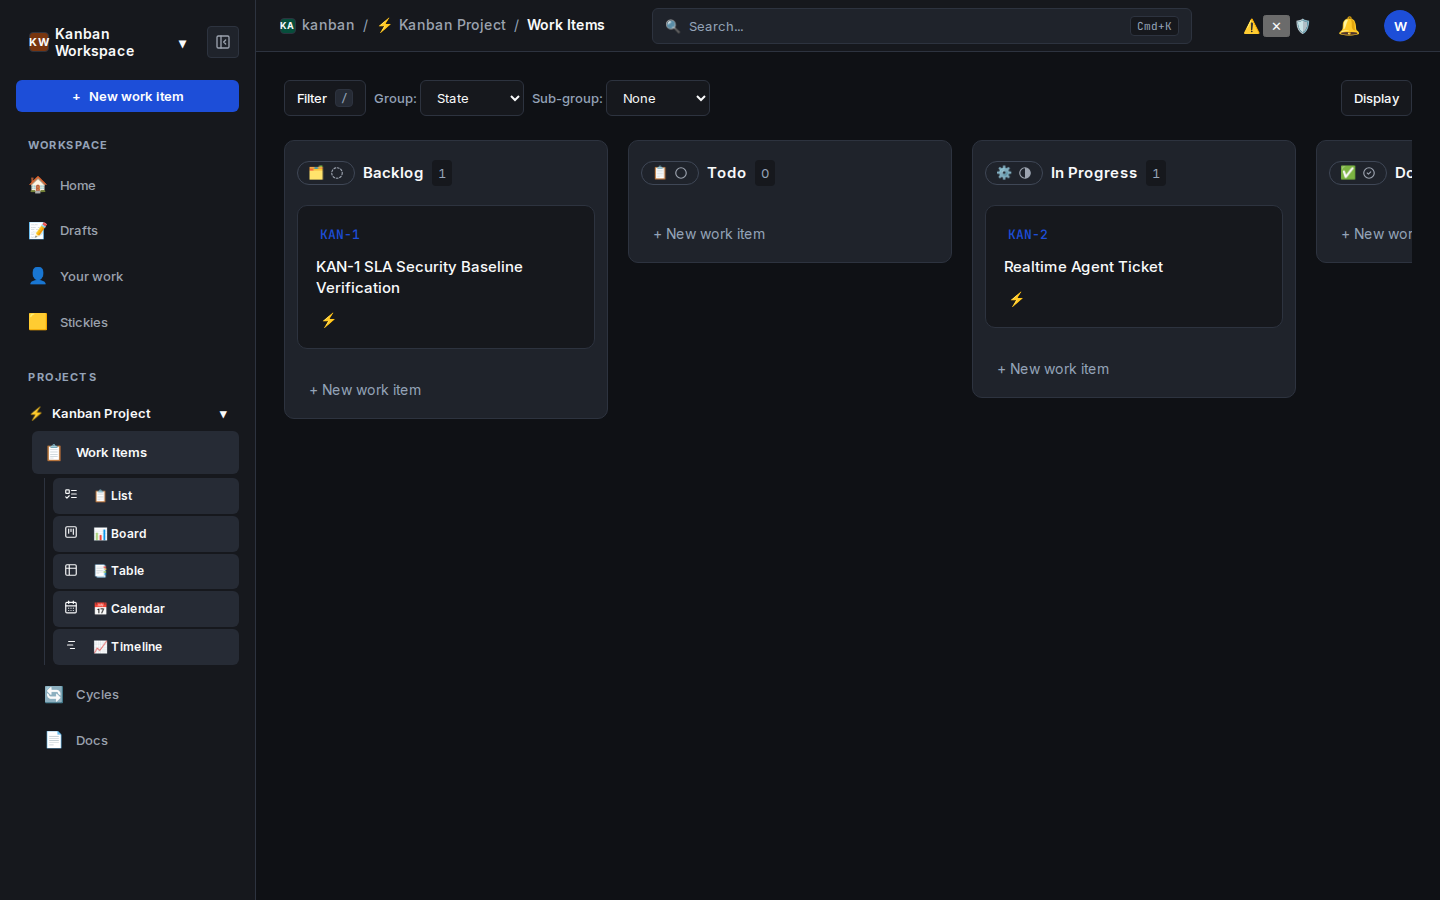 KW Kanban Workspace ▼
+ New work item
WORKSPACE
🏠 Home
📝 Drafts
👤 Your work
🟨 Stickies
PROJECTS
⚡ Kanban Project ▼
📋 Work Items
📋 List
📊 Board
📑 Table
📅 Calendar
📈 Timeline
🔄 Cycles
📄 Docs
KA kanban / ⚡ Kanban Project / Work Items
🔍 Search... Cmd+K
⚠️ ✕ 🛡️ 🔔 W
Filter / Group: State Sub-group: None Display
🗂️ Backlog 1
KAN-1
KAN-1 SLA Security Baseline
Verification
⚡
+ New work item
📋 Todo 0
+ New work item
⚙️ In Progress 1
KAN-2
Realtime Agent Ticket
⚡
+ New work item
✅ Do
+ New wor